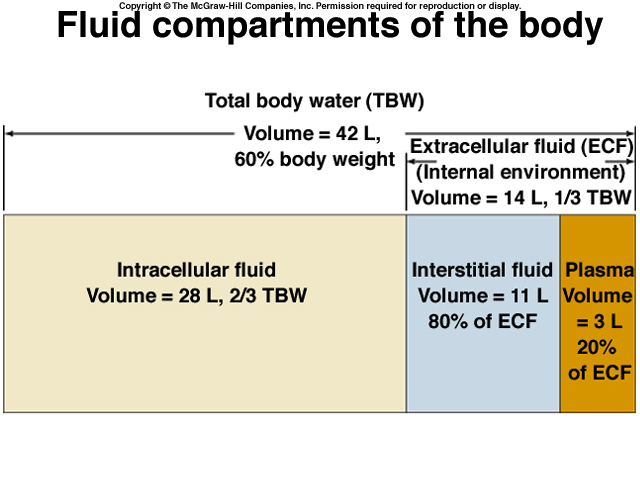 Copyright © The McGraw-Hill Companies, Inc. Permission required for reproduction or display.
Fluid compartments of the body
Total body water (TBW)
Volume = 42 L,
60% body weight
Extracellular fluid (ECF)
(Internal environment)
Volume = 14 L, 1/3 TBW
Intracellular fluid
Volume = 28 L, 2/3 TBW
Interstitial fluid
Volume = 11 L
80% of ECF
Plasma
Volume
= 3 L
20%
of ECF